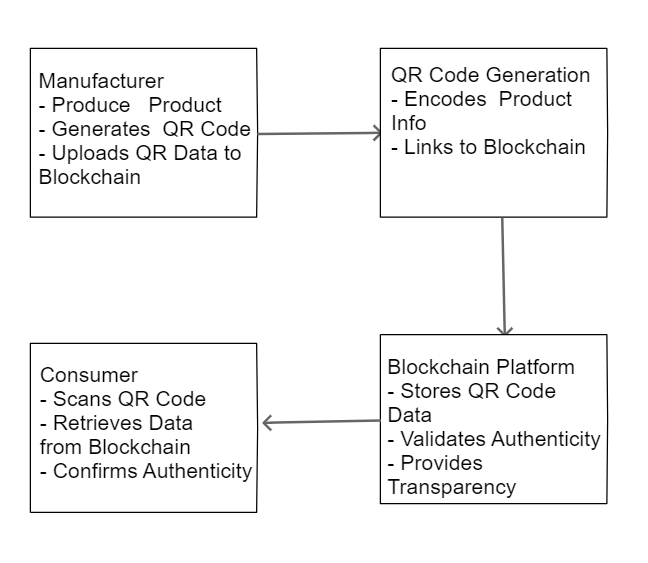 Manufacturer
- Produce Product
- Generates QR Code
- Uploads QR Data to
Blockchain
QR Code Generation
- Encodes Product
Info
- Links to Blockchain
Blockchain Platform
- Stores QR Code
Data
- Validates Authenticity
- Provides
Transparency
Consumer
- Scans QR Code
- Retrieves Data
from Blockchain
- Confirms Authenticity